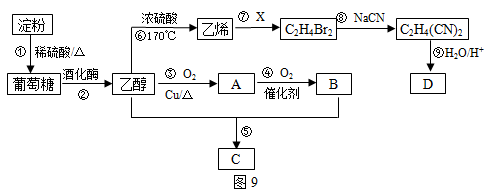 淀粉
① 稀硫酸/△
葡萄糖
酒化酶
②
乙醇
浓硫酸
⑥170℃
乙烯
⑦ X
C₂H₄Br₂
⑧ NaCN
C₂H₄(CN)₂
⑨H₂O/H⁺
D
③ O₂
Cu/△
A
④ O₂
催化剂
B
⑤
C
图 9